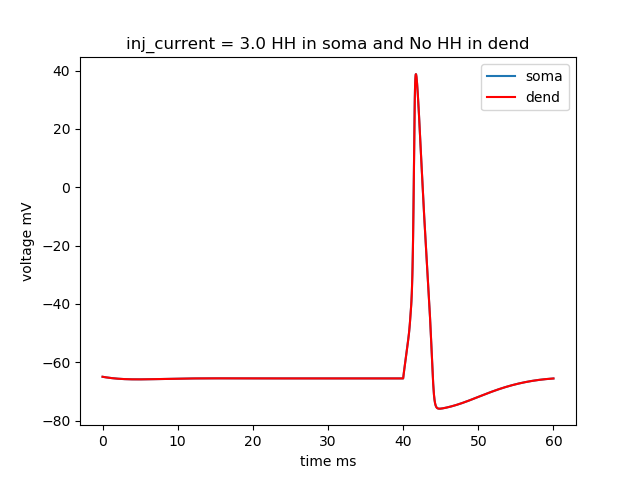 inj_current = 3.0 HH in soma and No HH in dend
soma
dend
40
20
0
−20
−40
−60
−80
voltage mV
0 10 20 30 40 50 60
time ms